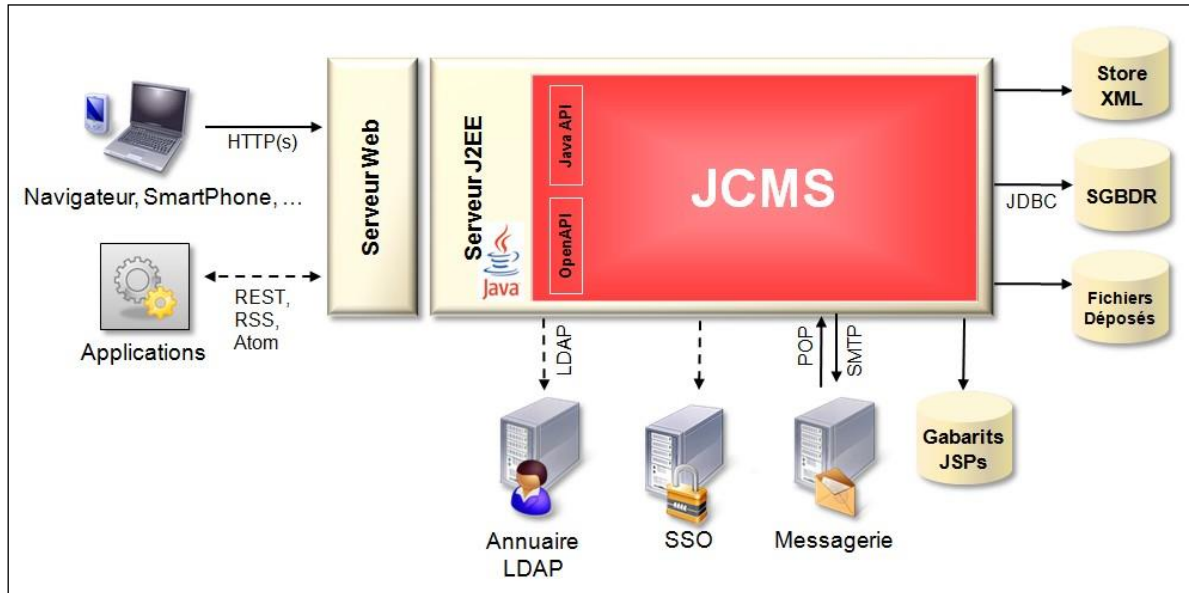 HTTP(s)
Navigateur, SmartPhone, …
REST,
RSS,
Atom
Applications
Serveur Web
Serveur J2EE
Java
Java API
OpenAPI
JCMS
Store
XML
JDBC
SGBDR
Fichiers
Déposés
LDAP
POP
SMTP
Annuaire
LDAP
SSO
Messagerie
Gabarits
JSPs